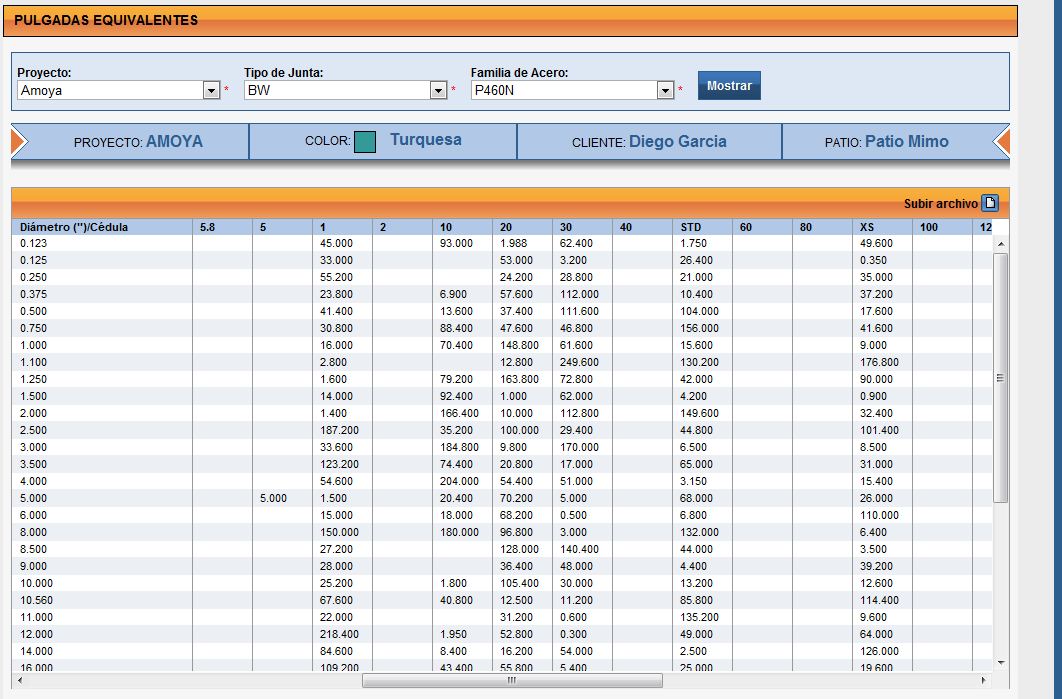 PULGADAS EQUIVALENTES
Proyecto: Tipo de Junta: Familia de Acero:
Amoya * BW * P460N * Mostrar
PROYECTO: AMOYA COLOR: Turquesa CLIENTE: Diego Garcia PATIO: Patio Mimo
Subir archivo
Diámetro ('')/Cédula 5.8 5 1 2 10 20 30 40 STD 60 80 XS 100 12
0.123 45.000 93.000 1.988 62.400 1.750 49.600
0.125 33.000 53.000 3.200 26.400 0.350
0.250 55.200 24.200 28.800 21.000 35.000
0.375 23.800 6.900 57.600 112.000 10.400 37.200
0.500 41.400 13.600 37.400 111.600 104.000 17.600
0.750 30.800 88.400 47.600 46.800 156.000 41.600
1.000 16.000 70.400 148.800 61.600 15.600 9.000
1.100 2.800 12.800 249.600 130.200 176.800
1.250 1.600 79.200 163.800 72.800 42.000 90.000
1.500 14.000 92.400 1.000 62.000 4.200 0.900
2.000 1.400 166.400 10.000 112.800 149.600 32.400
2.500 187.200 35.200 100.000 29.400 44.800 101.400
3.000 33.600 184.800 9.800 170.000 6.500 8.500
3.500 123.200 74.400 20.800 17.000 65.000 31.000
4.000 54.600 204.000 54.400 51.000 3.150 15.400
5.000 5.000 1.500 20.400 70.200 5.000 68.000 26.000
6.000 15.000 18.000 68.200 0.500 6.800 110.000
8.000 150.000 180.000 96.800 3.000 132.000 6.400
8.500 27.200 128.000 140.400 44.000 3.500
9.000 28.000 36.400 48.000 4.400 39.200
10.000 25.200 1.800 105.400 30.000 13.200 12.600
10.560 67.600 40.800 12.500 11.200 85.800 114.400
11.000 22.000 31.200 0.600 135.200 9.600
12.000 218.400 1.950 52.800 0.300 49.000 64.000
14.000 84.600 8.400 16.200 54.000 2.500 126.000
16.000 109.200 43.400 55.800 5.400 25.000 19.600